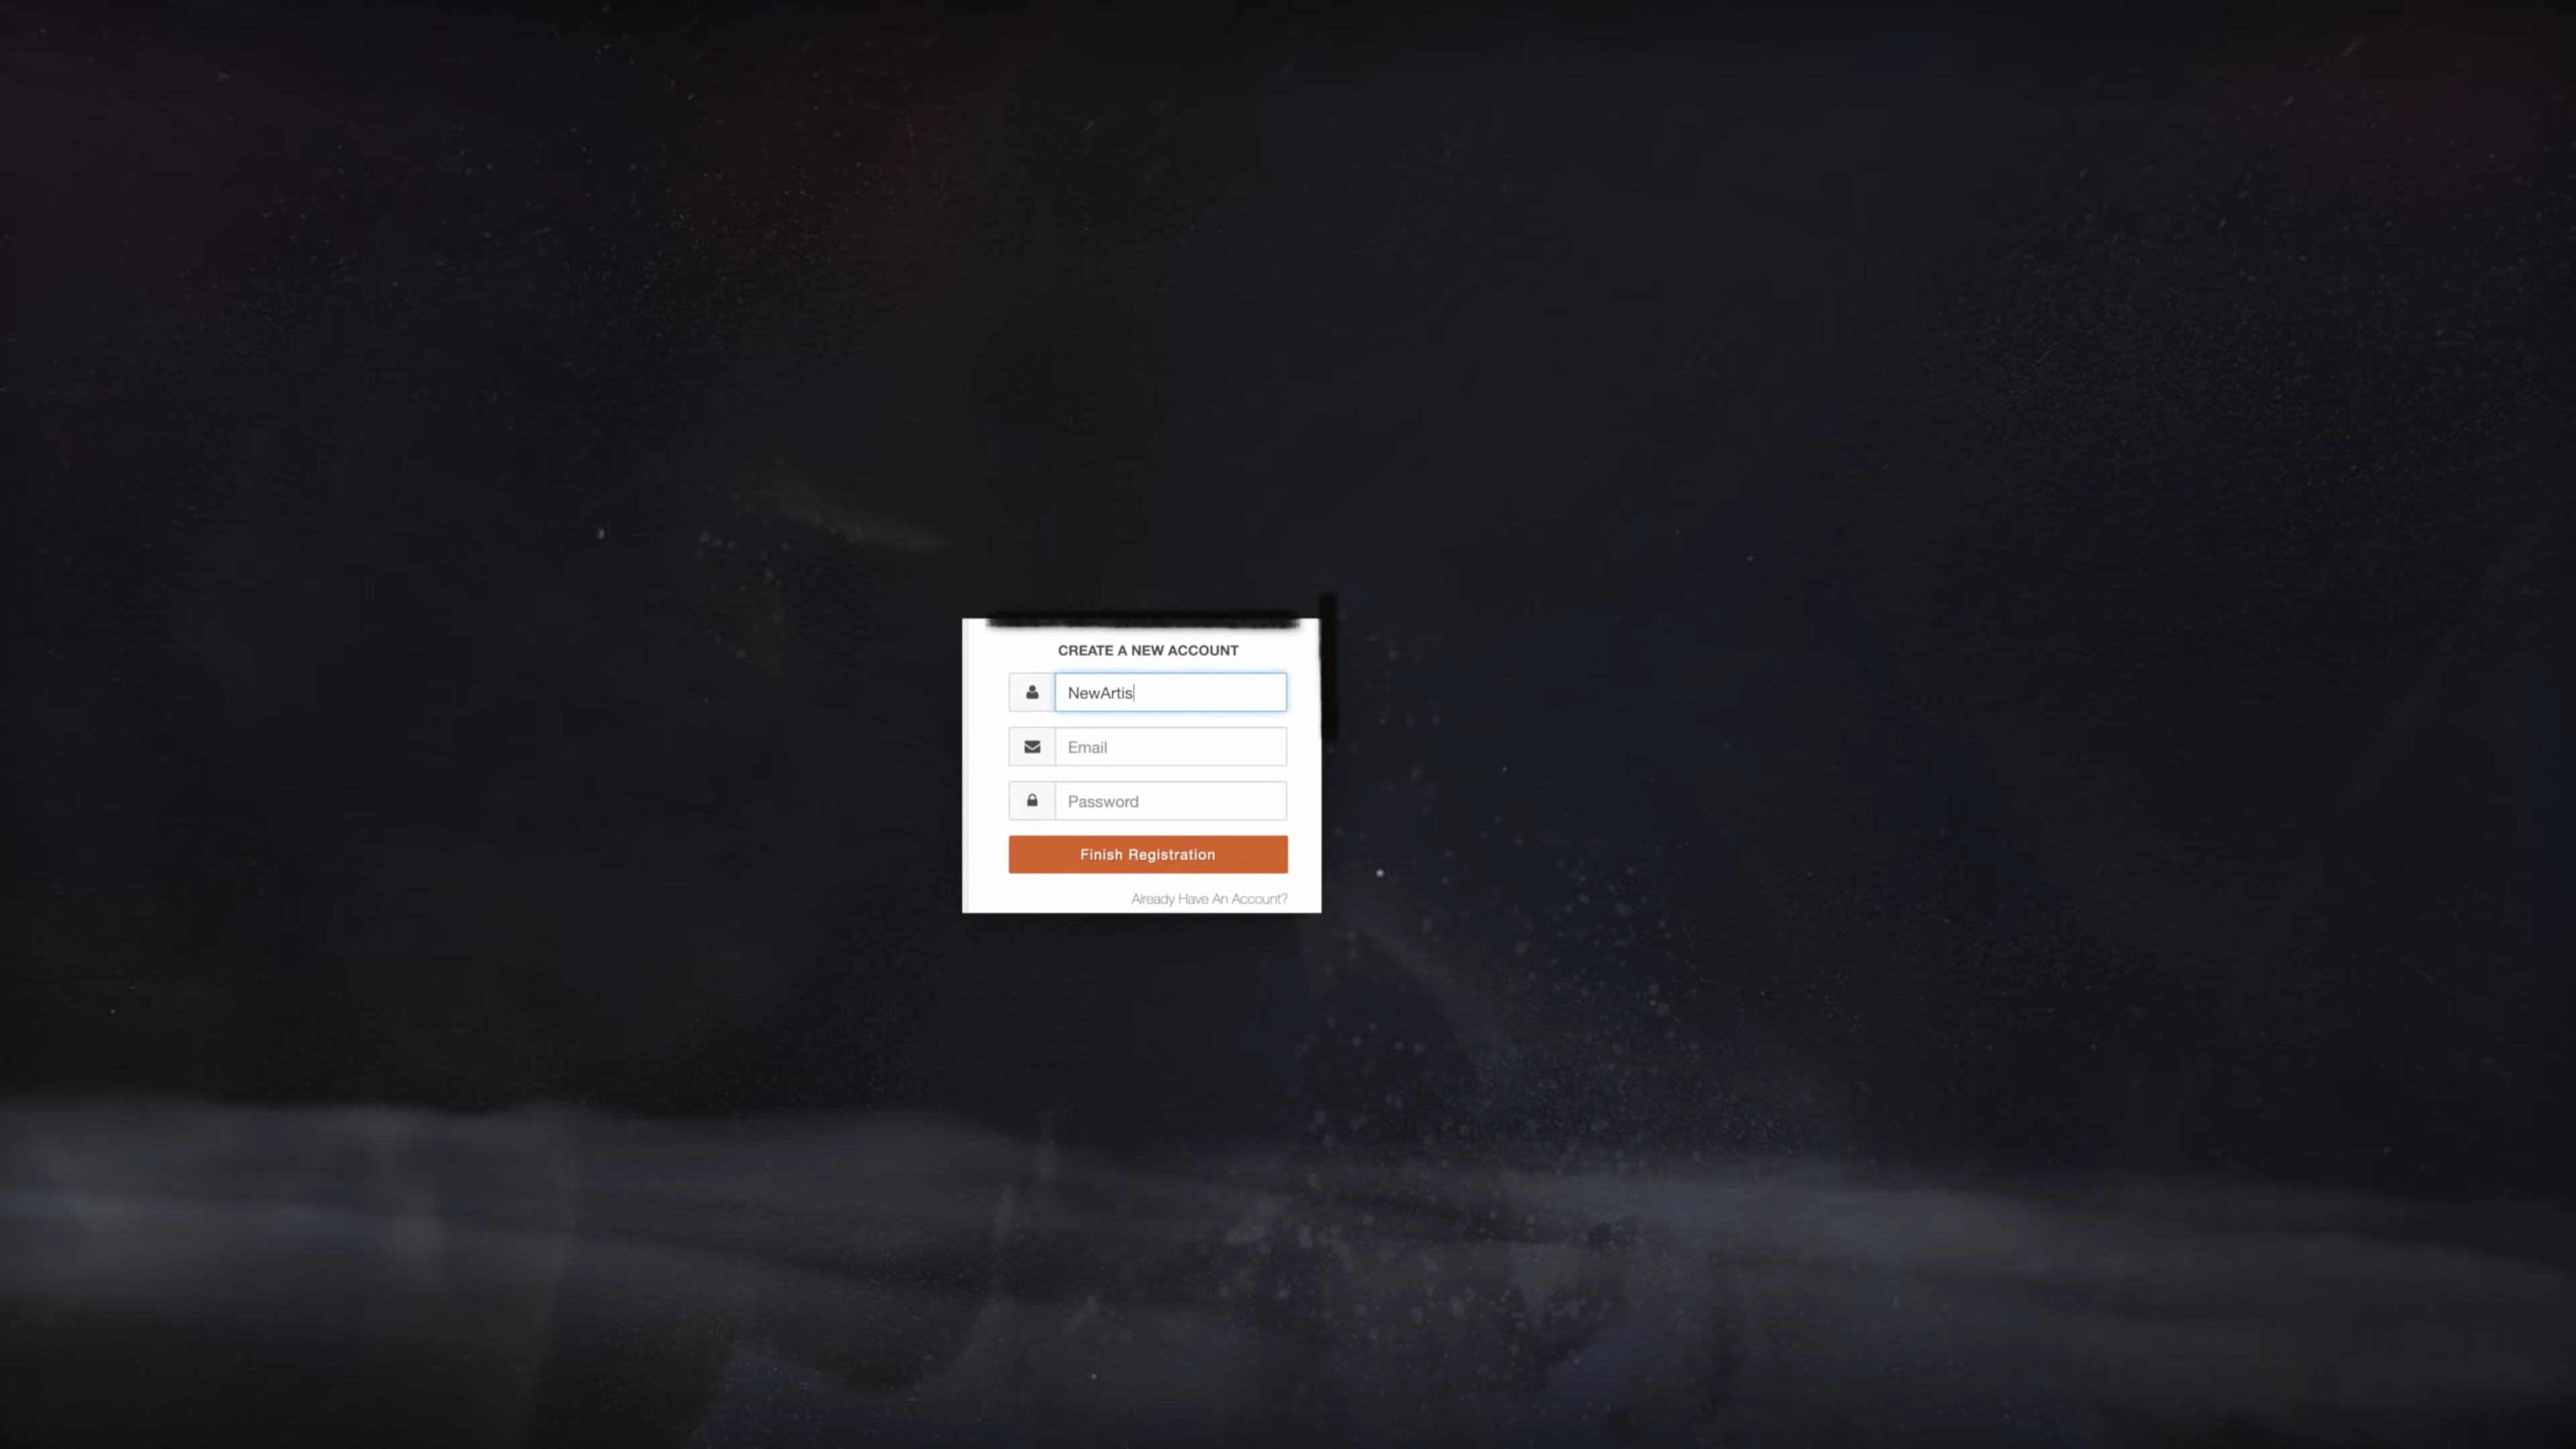 CREATE A NEW ACCOUNT
NewArtis
Email
Password
Finish Registration
Already Have An Account?